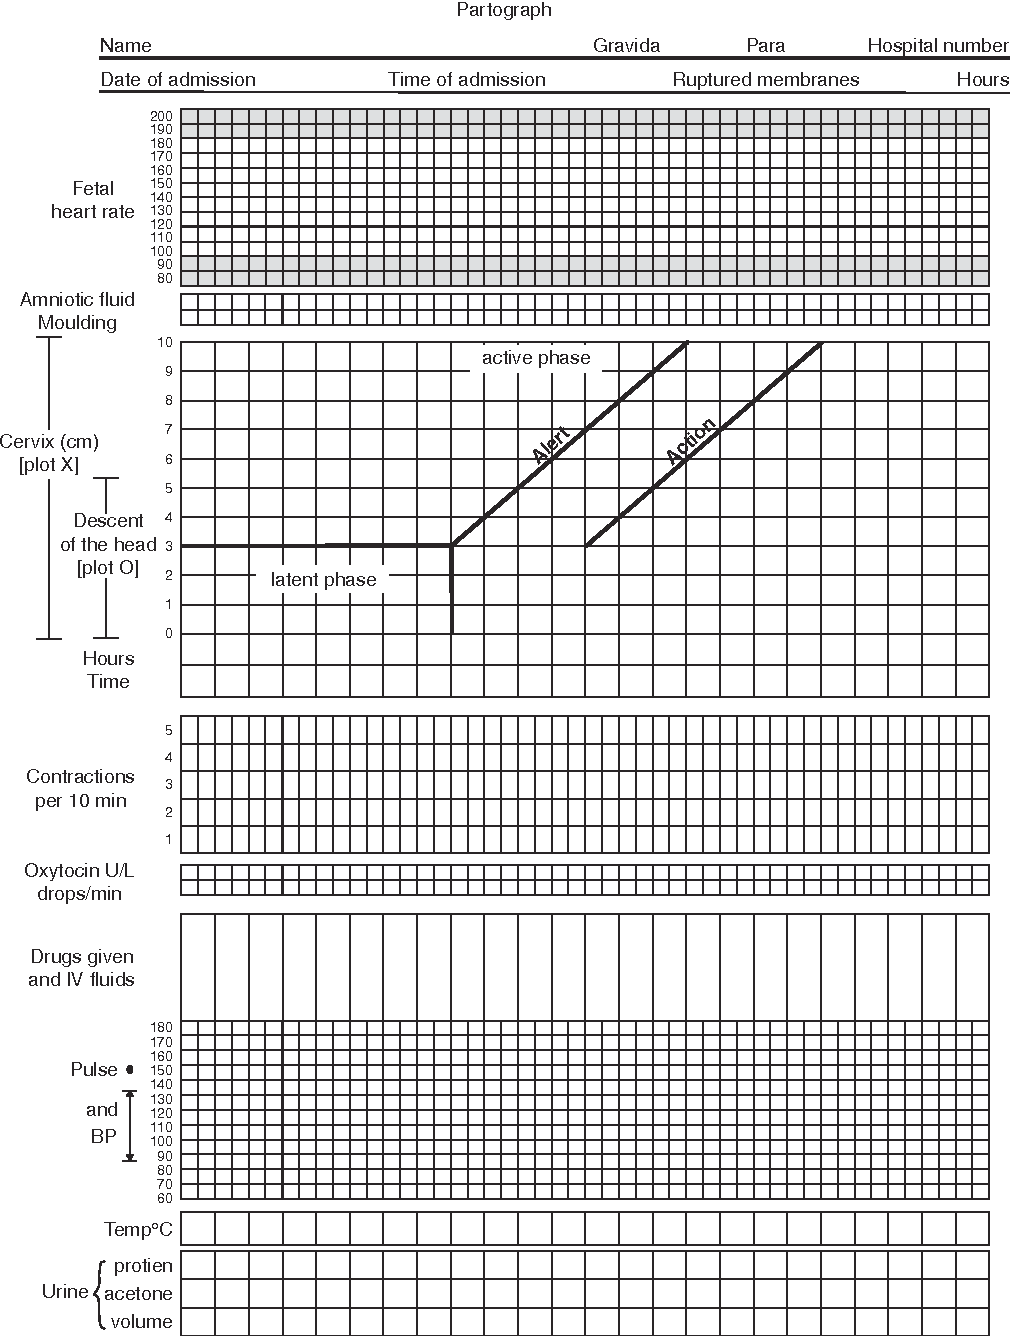 Partograph
Name Gravida Para Hospital number
Date of admission Time of admission Ruptured membranes Hours
200
190
180
170
160
150
140
130
120
110
100
90
80
Fetal
heart rate
Amniotic fluid
Moulding
10
9
8
7
6
5
4
3
2
1
0
active phase
Alert
Action
latent phase
Cervix (cm)
[plot X]
Descent
of the head
[plot O]
Hours
Time
5
4
3
2
1
Contractions
per 10 min
Oxytocin U/L
drops/min
Drugs given
and IV fluids
180
170
160
150
140
130
120
110
100
90
80
70
60
Pulse
and
BP
Temp°C
Urine
protien
acetone
volume